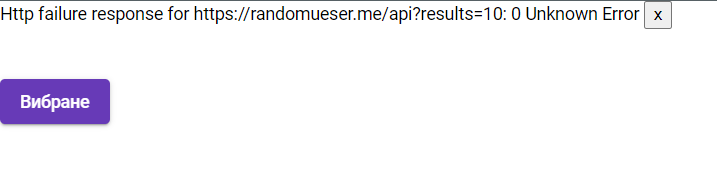 Http failure response for https://randomueser.me/api?results=10: 0 Unknown Error x
Вибране